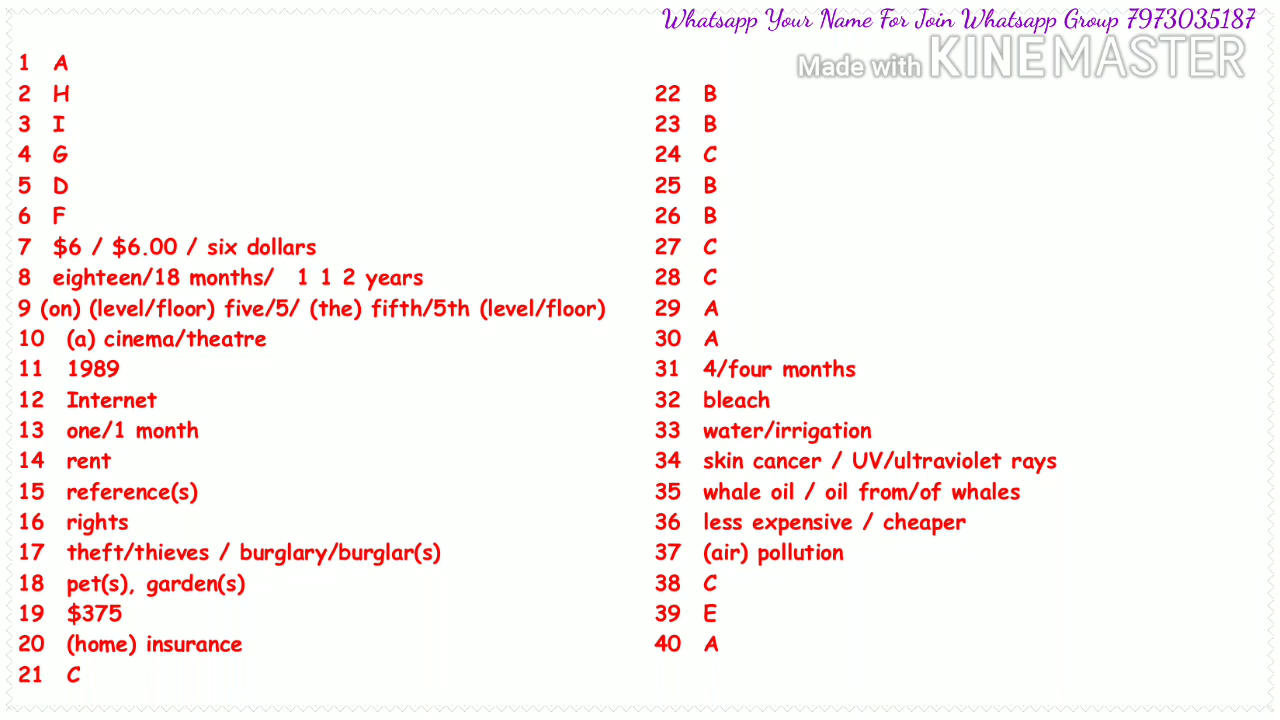 Whatsapp Your Name For Join Whatsapp Group 7973035187
Made with KINEMASTER
1 A
2 H
3 I
4 G
5 D
6 F
7 $6 / $6.00 / six dollars
8 eighteen/18 months/ 1 1 2 years
9 (on) (level/floor) five/5/ (the) fifth/5th (level/floor)
10 (a) cinema/theatre
11 1989
12 Internet
13 one/1 month
14 rent
15 reference(s)
16 rights
17 theft/thieves / burglary/burglar(s)
18 pet(s), garden(s)
19 $375
20 (home) insurance
21 C
22 B
23 B
24 C
25 B
26 B
27 C
28 C
29 A
30 A
31 4/four months
32 bleach
33 water/irrigation
34 skin cancer / UV/ultraviolet rays
35 whale oil / oil from/of whales
36 less expensive / cheaper
37 (air) pollution
38 C
39 E
40 A